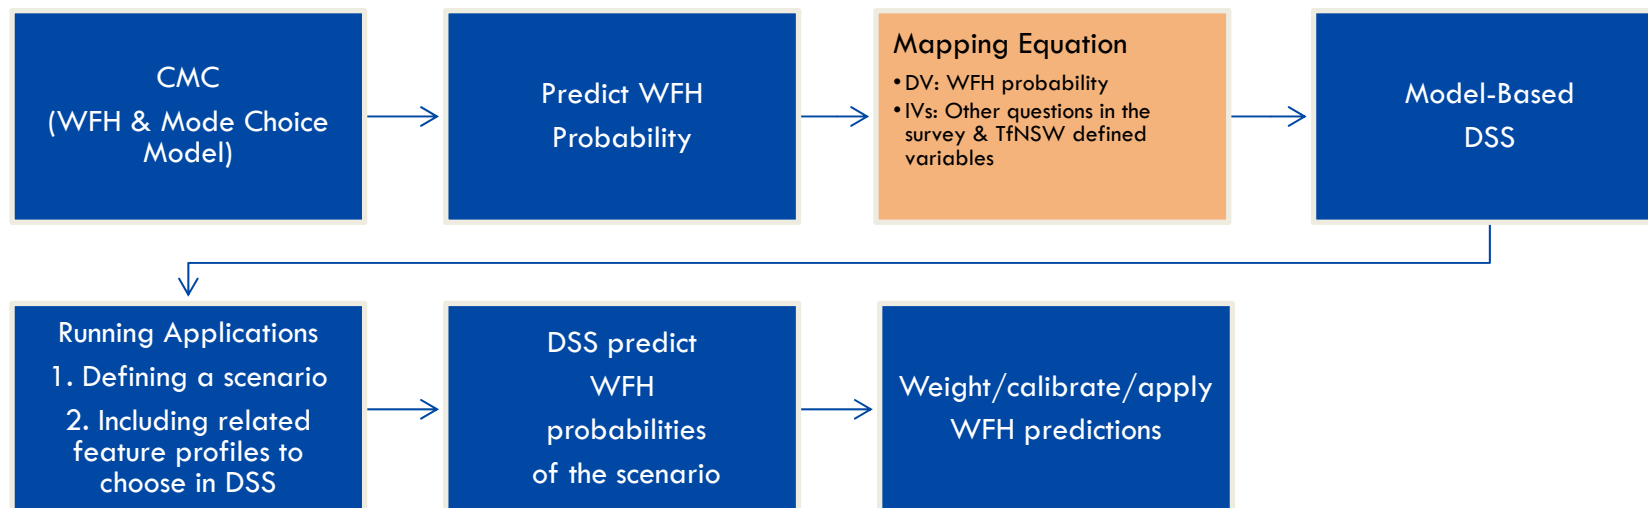 CMC
(WFH & Mode Choice
Model)
Predict WFH
Probability
Mapping Equation
• DV: WFH probability
• IVs: Other questions in the
survey & TfNSW defined
variables
Model-Based
DSS
Running Applications
1. Defining a scenario
2. Including related
feature profiles to
choose in DSS
DSS predict
WFH
probabilities
of the scenario
Weight/calibrate/apply
WFH predictions